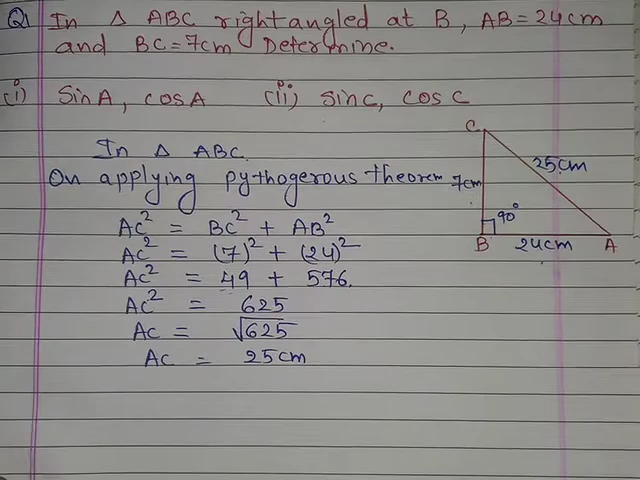 Q1 In Δ ABC right angled at B, AB = 24cm
and BC = 7cm Determine.
(i) Sin A, cos A (ii) sin c, cos C
In Δ ABC.
On applying pythogerous theorem
AC² = BC² + AB²
AC² = (7)² + (24)²
AC² = 49 + 576.
AC² = 625
AC = √625
AC = 25cm
C
25cm
7cm
90°
B 24cm A